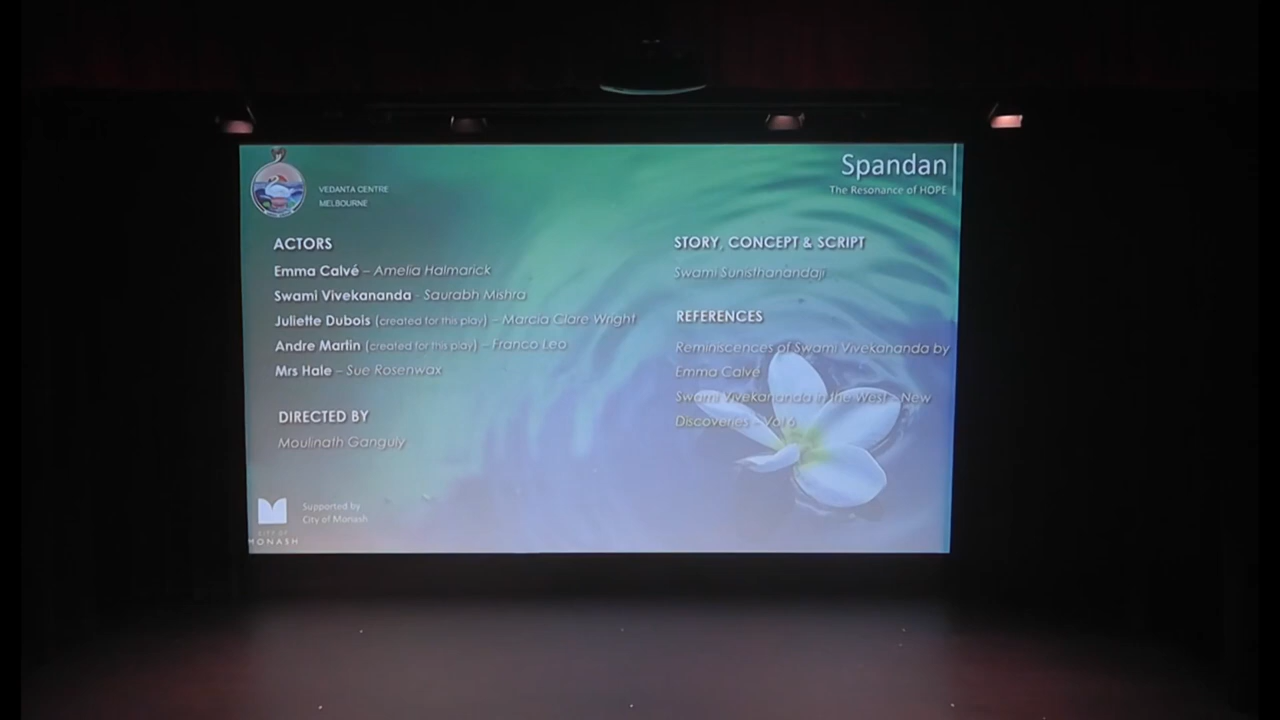 VEDANTA CENTRE
MELBOURNE
Spandan
The Resonance of HOPE
ACTORS
Emma Calvé – Amelia Halmarick
Swami Vivekananda - Saurabh Mishra
Juliette Dubois (created for this play) – Marcia Clare Wright
Andre Martin (created for this play) – Franco Leo
Mrs Hale – Sue Rosenwax
DIRECTED BY
Moulinath Ganguly
STORY, CONCEPT & SCRIPT
Swami Sunisthanandaji
REFERENCES
Reminiscences of Swami Vivekananda by
Emma Calvé
Swami Vivekananda in the West - New
Discoveries - Vol 6
Supported by
City of Monash
CITY OF
MONASH